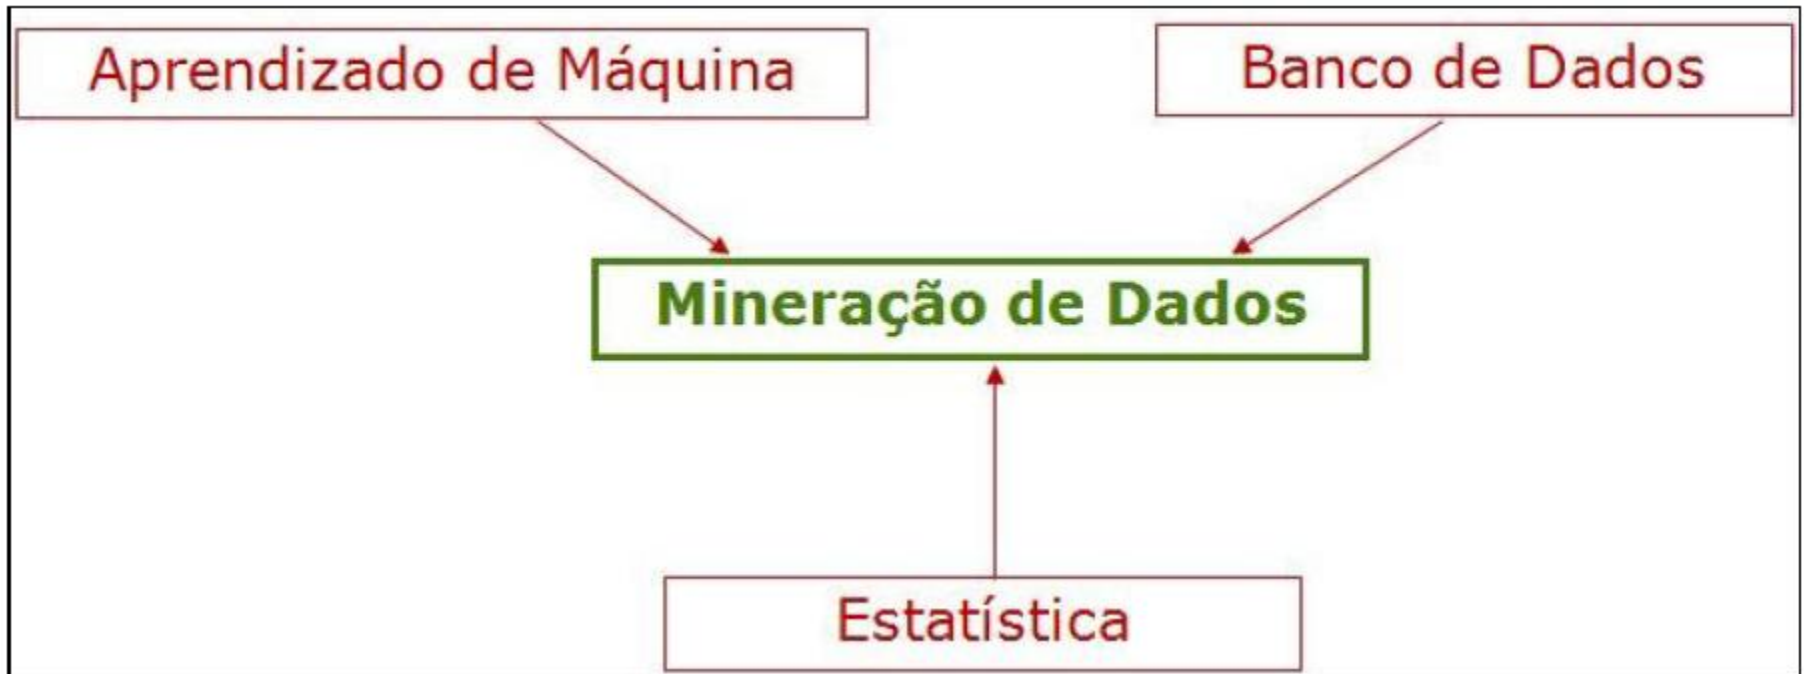 Aprendizado de Máquina
Banco de Dados
Mineração de Dados
Estatística